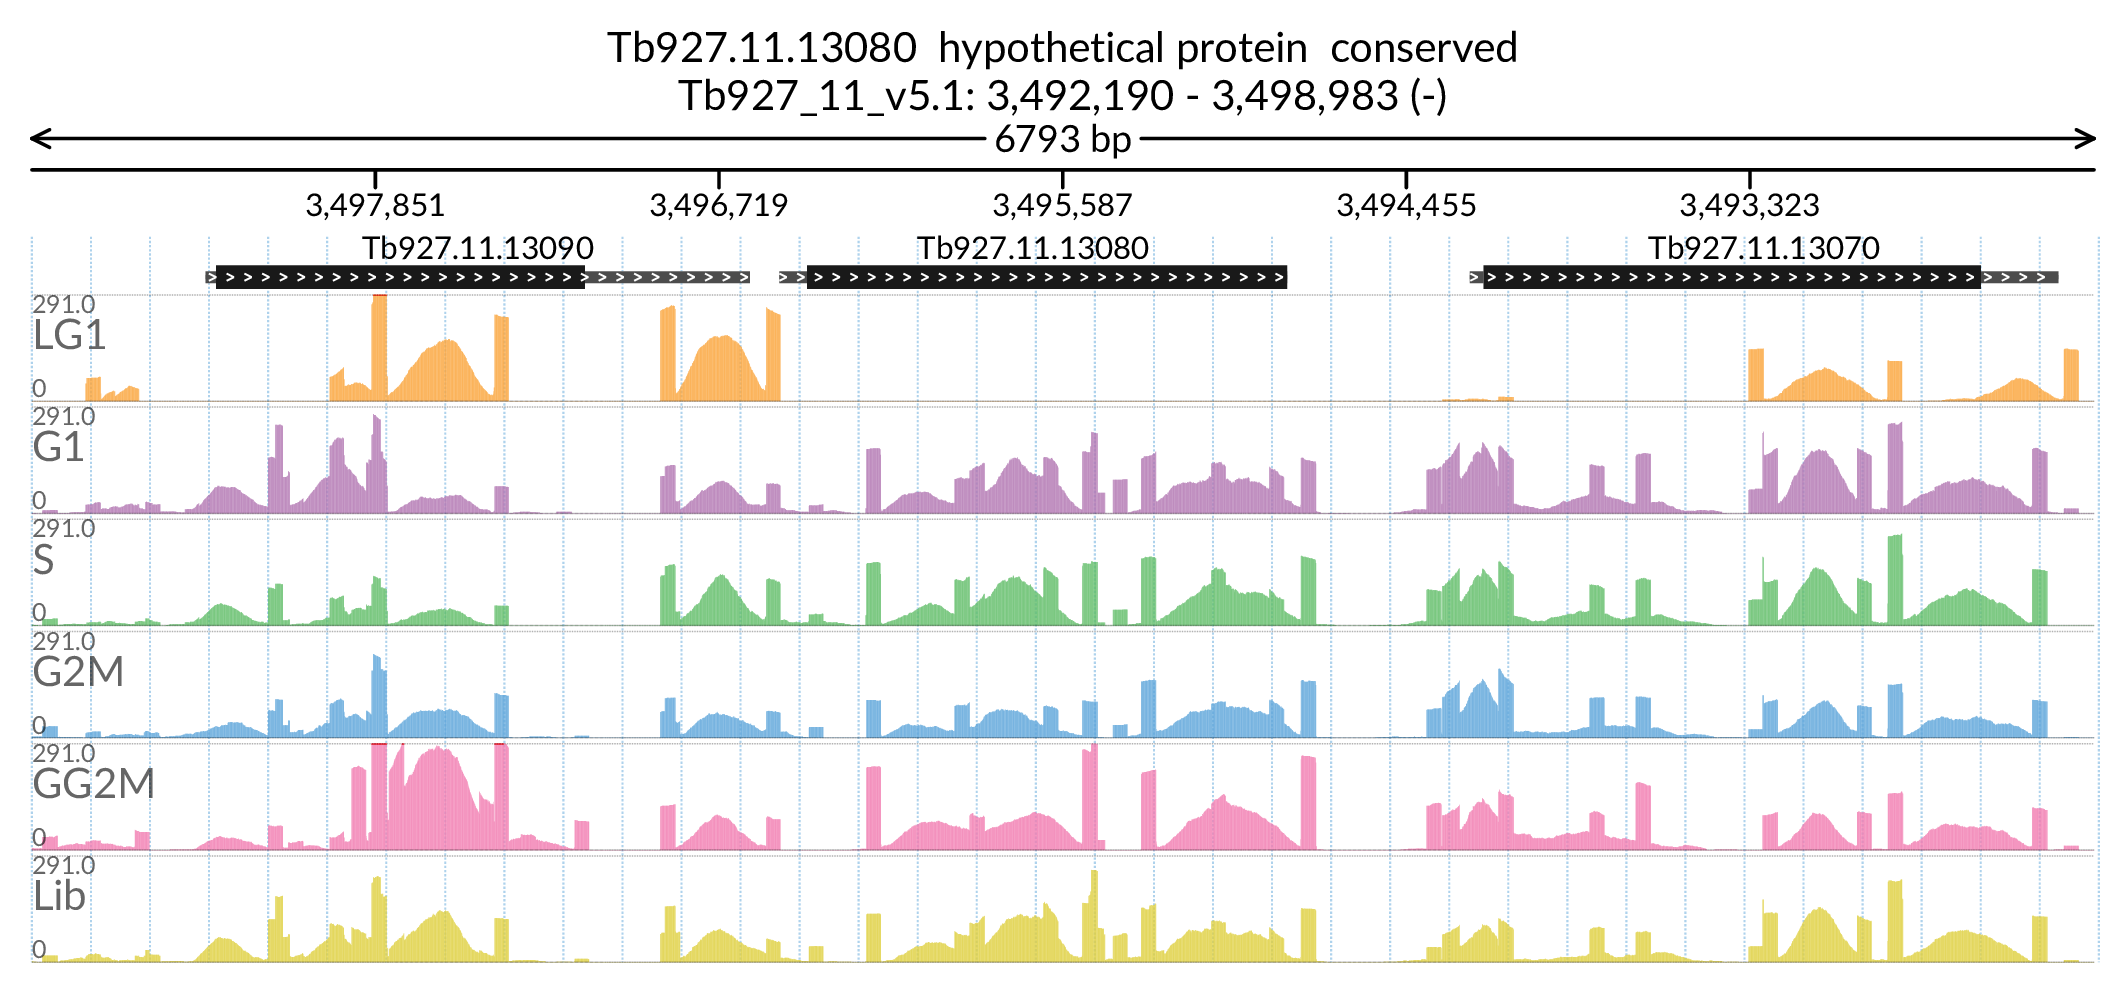 Tb927.11.13080  hypothetical protein  conserved
Tb927_11_v5.1: 3,492,190 - 3,498,983 (-)
6793 bp
3,497,851 3,496,719 3,495,587 3,494,455 3,493,323
Tb927.11.13090 Tb927.11.13080 Tb927.11.13070
291.0
LG1
0
291.0
G1
0
291.0
S
0
291.0
G2M
0
291.0
GG2M
0
291.0
Lib
0